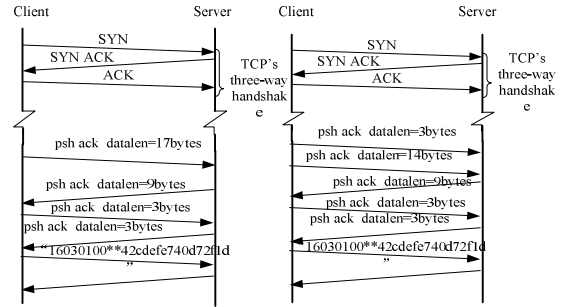 Client
Server
SYN
SYN ACK
ACK
TCP's
three-way
handshak
e
psh ack datalen=17bytes
psh ack datalen=9bytes
psh ack datalen=3bytes
psh ack datalen=3bytes
“16030100**42cdefe740d72f1d
”
Client
Server
SYN
SYN ACK
ACK
TCP's
three-way
handshak
e
psh ack datalen=3bytes
psh ack datalen=14bytes
psh ack datalen=9bytes
psh ack datalen=3bytes
psh ack datalen=3bytes
“16030100**42cdefe740d72f1d
”